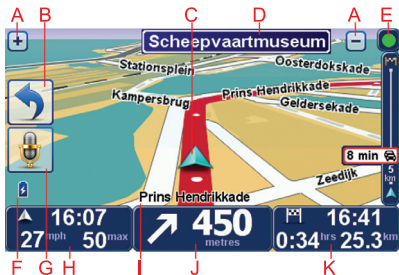 A B C D A E
+ Scheepvaartmuseum −
Stationsplein Oosterdokskade
Kampersbrug Prins Hendrikkade
Geldersekade
8 min
5
km
Zeedijk
Prins Hendrikkade
16:07 450 16:41
27 mph 50 max metres 0:34 hrs 25.3 km
F G H I J K